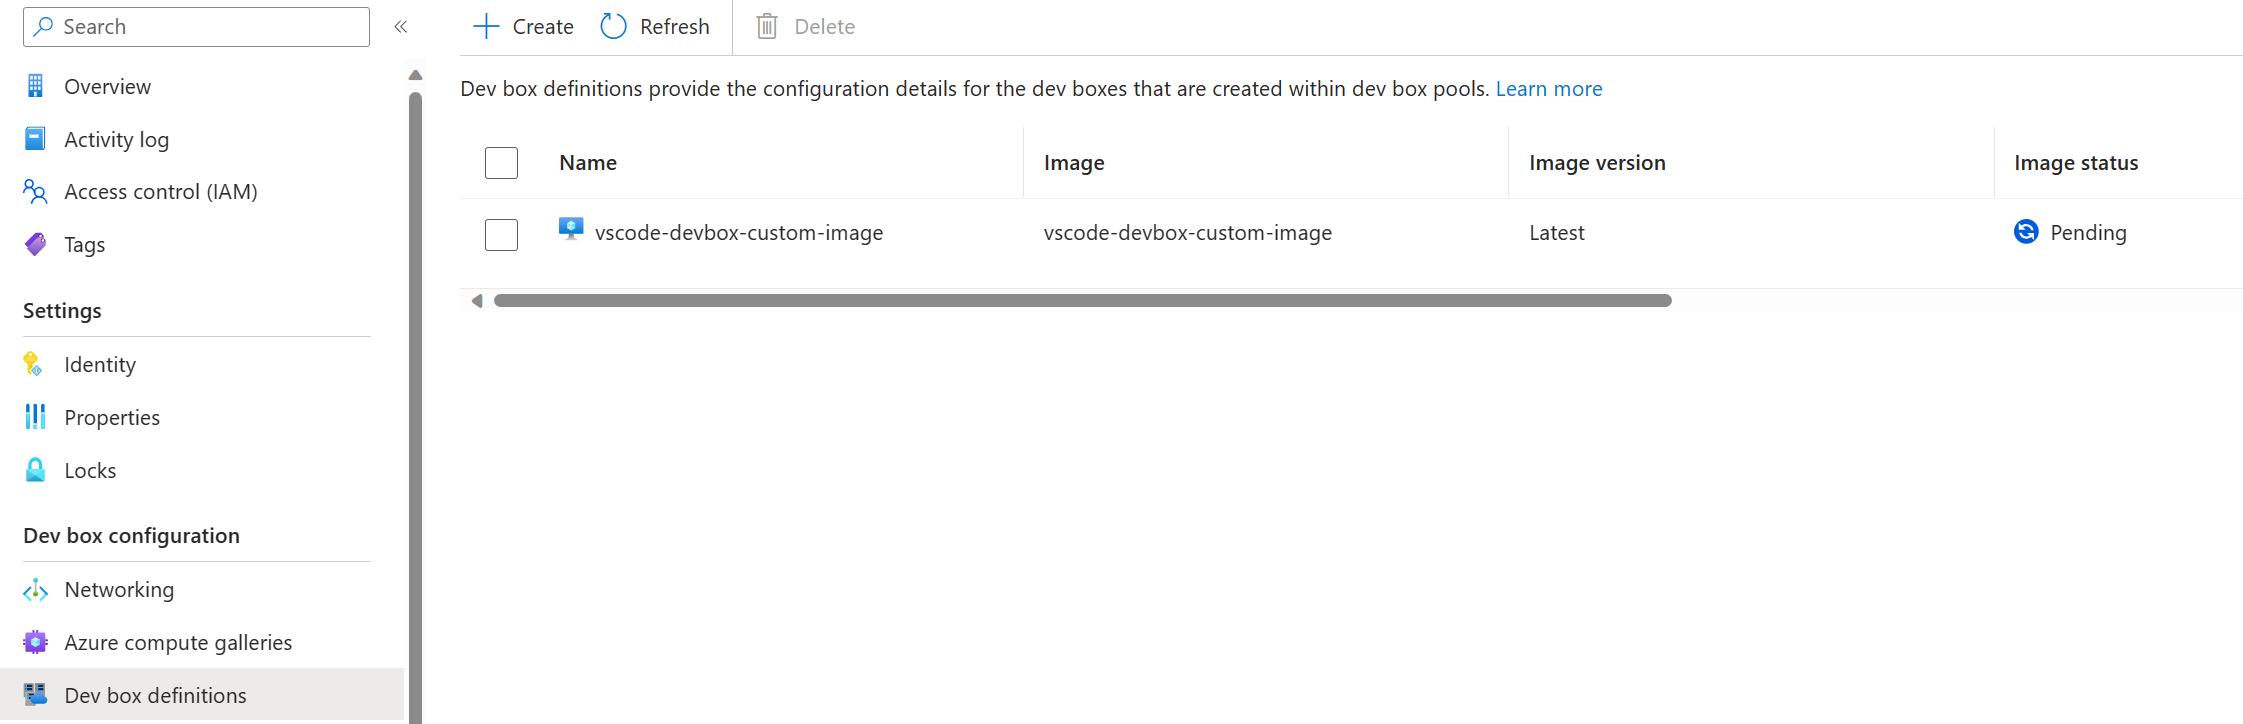 Search
Overview
Activity log
Access control (IAM)
Tags
Settings
Identity
Properties
Locks
Dev box configuration
Networking
Azure compute galleries
Dev box definitions
Create Refresh Delete
Dev box definitions provide the configuration details for the dev boxes that are created within dev box pools. Learn more
Name Image Image version Image status
vscode-devbox-custom-image vscode-devbox-custom-image Latest Pending